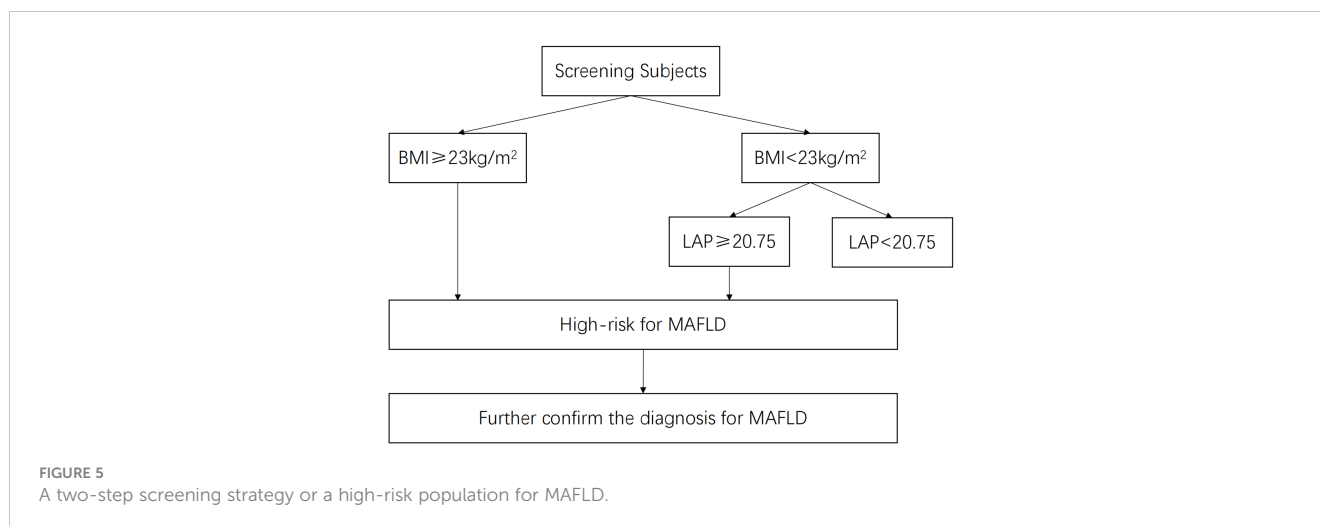 Screening Subjects
BMI≥23kg/m²
BMI<23kg/m²
LAP≥20.75
LAP<20.75
High-risk for MAFLD
Further confirm the diagnosis for MAFLD
FIGURE 5
A two-step screening strategy or a high-risk population for MAFLD.